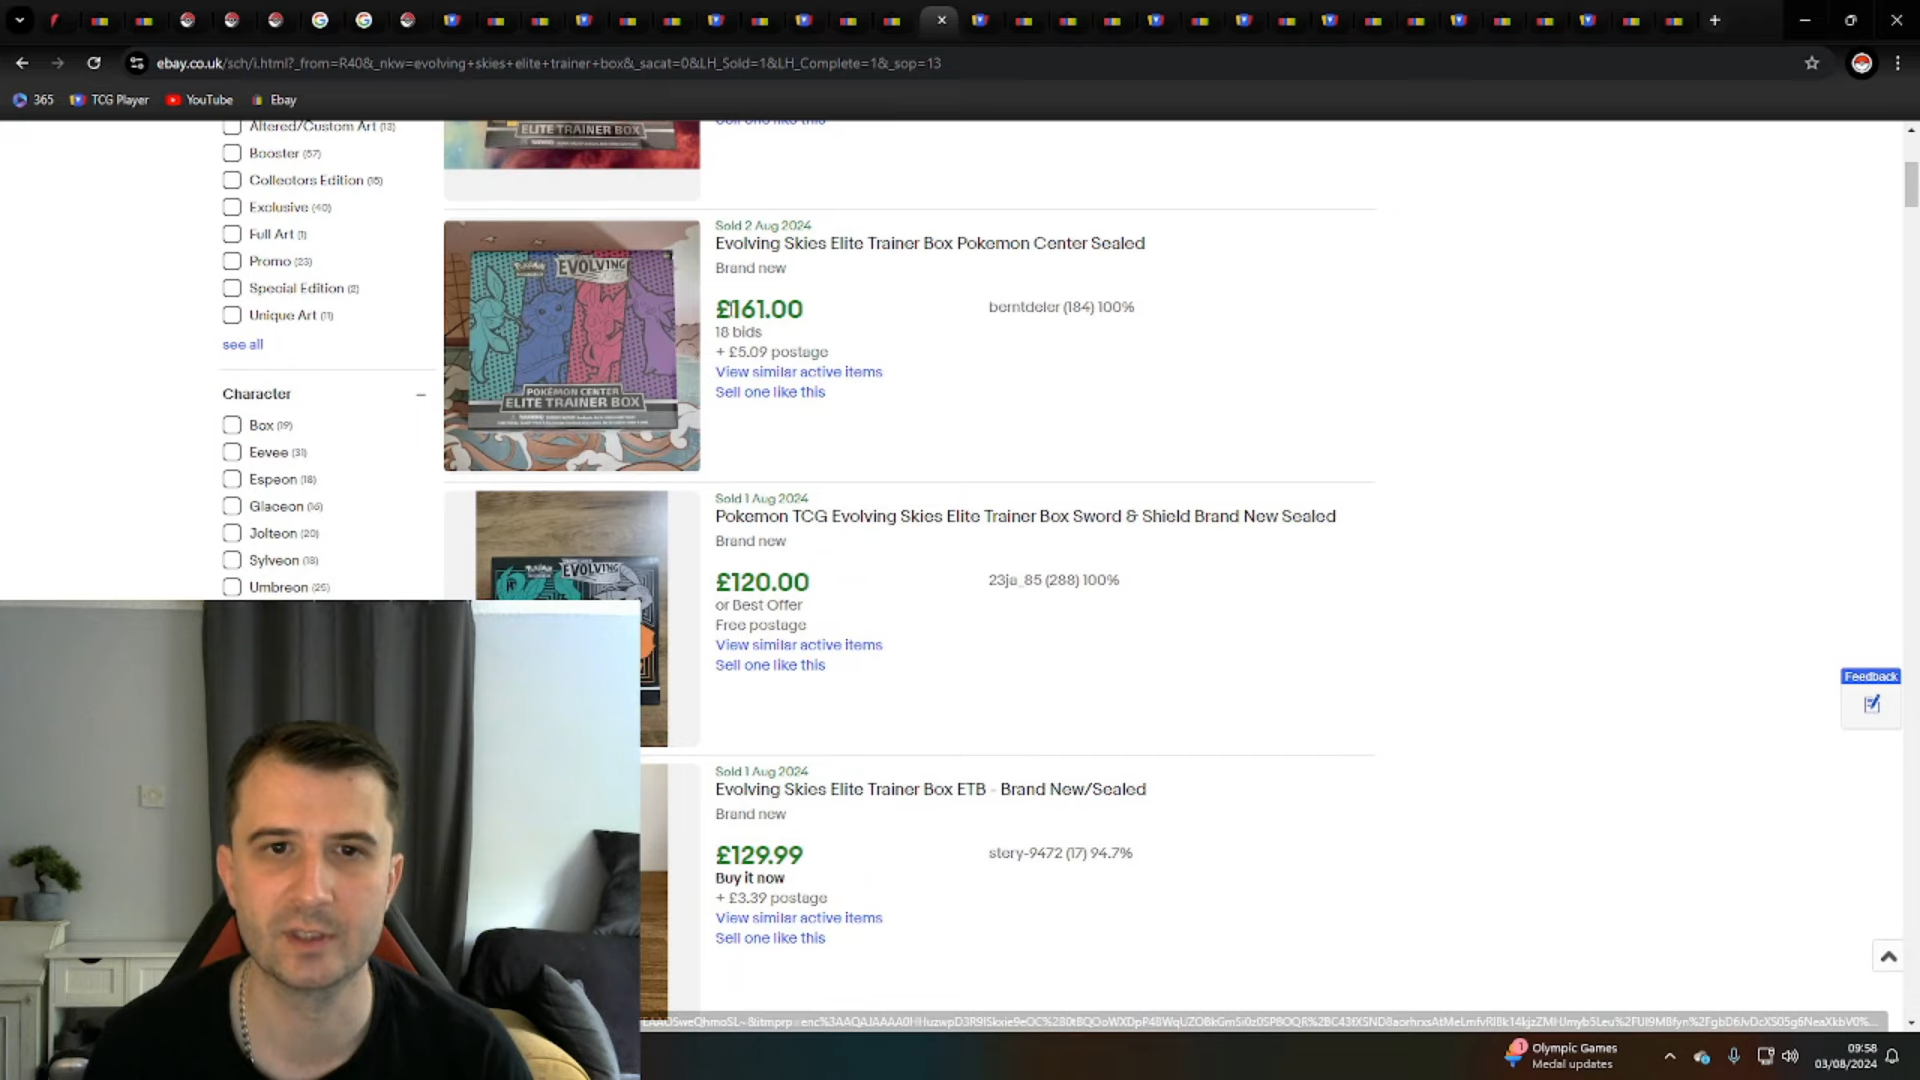 ebay.co.uk/sch/i.html?_from=R40&_nkw=evolving+skies+elite+trainer+box&_sacat=0&LH_Sold=1&LH_Complete=1&_sop=13
365
TCG Player
YouTube
Ebay
Altered/Custom Art (13)
Booster (57)
Collectors Edition (15)
Exclusive (40)
Full Art (1)
Promo (23)
Special Edition (2)
Unique Art (11)
see all
Character
Box (19)
Eevee (31)
Espeon (18)
Glaceon (16)
Jolteon (20)
Sylveon (18)
Umbreon (25)
ELITE TRAINER BOX
Sell one like this
EVOLVING
POKÉMON CENTER
ELITE TRAINER BOX
Sold 2 Aug 2024
Evolving Skies Elite Trainer Box Pokemon Center Sealed
Brand new
£161.00
berntdeler (184) 100%
18 bids
+ £5.09 postage
View similar active items
Sell one like this
EVOLVING
Sold 1 Aug 2024
Pokemon TCG Evolving Skies Elite Trainer Box Sword & Shield Brand New Sealed
Brand new
£120.00
23ja_85 (288) 100%
or Best Offer
Free postage
View similar active items
Sell one like this
Sold 1 Aug 2024
Evolving Skies Elite Trainer Box ETB - Brand New/Sealed
Brand new
£129.99
story-9472 (17) 94.7%
Buy it now
+ £3.39 postage
View similar active items
Sell one like this
Feedback
1
Olympic Games
Medal updates
09:58
03/08/2024